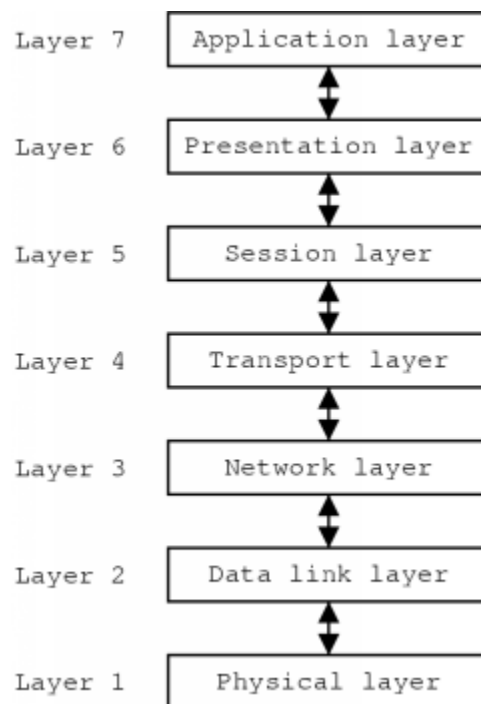 Layer 7 Application layer
Layer 6 Presentation layer
Layer 5 Session layer
Layer 4 Transport layer
Layer 3 Network layer
Layer 2 Data link layer
Layer 1 Physical layer